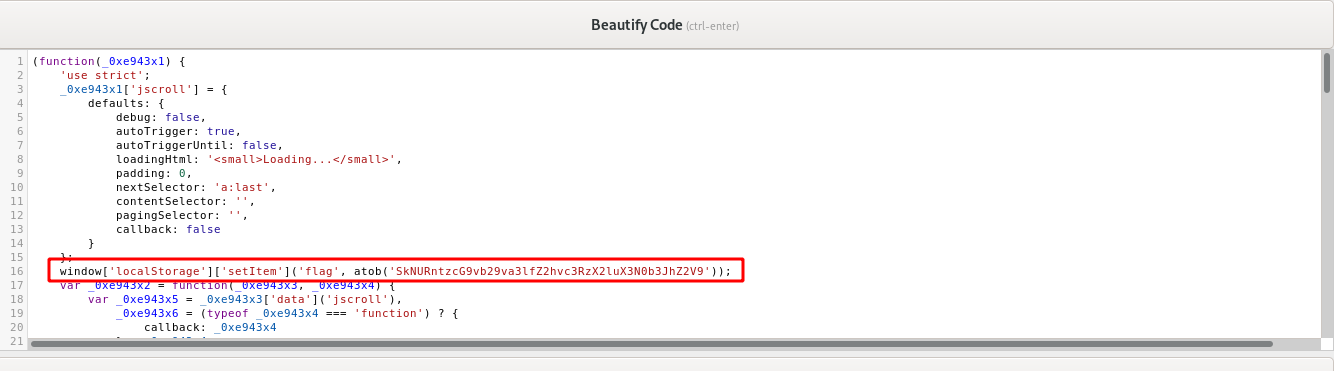 Beautify Code (ctrl-enter)
1 (function(_0xe943x1) {
2 'use strict';
3 _0xe943x1['jscroll'] = {
4 defaults: {
5 debug: false,
6 autoTrigger: true,
7 autoTriggerUntil: false,
8 loadingHtml: '<small>Loading...</small>',
9 padding: 0,
10 nextSelector: 'a:last',
11 contentSelector: '',
12 pagingSelector: '',
13 callback: false
14 }
15 };
16 window['localStorage']['setItem']('flag', atob('SkNURntzcG9vb29va3lfZ2hvc3RzX2luX3N0b3JhZ2V9'));
17 var _0xe943x2 = function(_0xe943x3, _0xe943x4) {
18 var _0xe943x5 = _0xe943x3['data']('jscroll'),
19 _0xe943x6 = (typeof _0xe943x4 === 'function') ? {
20 callback: _0xe943x4
21